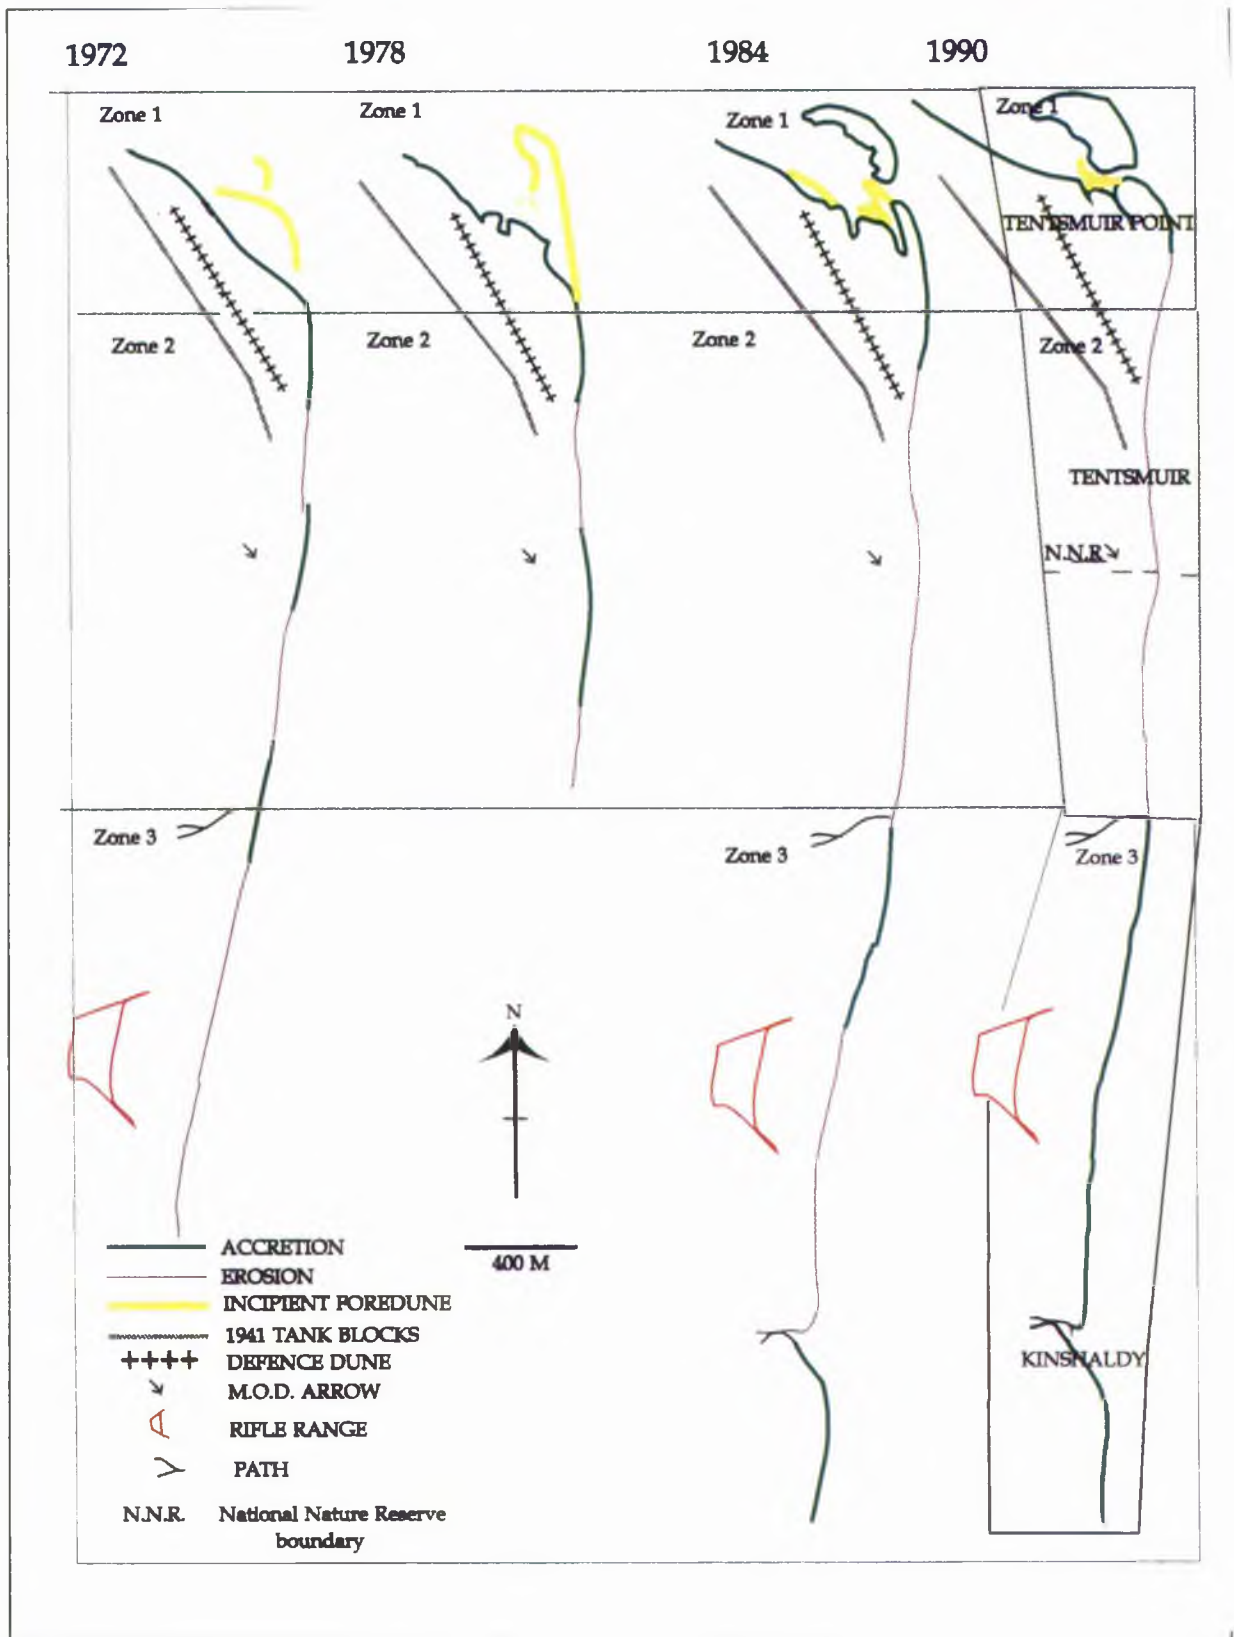 1972
1978
1984
1990
Zone 1
Zone 1
Zone 1
Zone 1
TENTSMUIR POINT
Zone 2
Zone 2
Zone 2
Zone 2
TENTSMUIR
N.N.R
Zone 3
Zone 3
Zone 3
N
400 M
KINSHALDY
ACCRETION
EROSION
INCIPIENT FOREDUNE
1941 TANK BLOCKS
DEFENCE DUNE
M.O.D. ARROW
RIFLE RANGE
PATH
N.N.R. National Nature Reserve
boundary